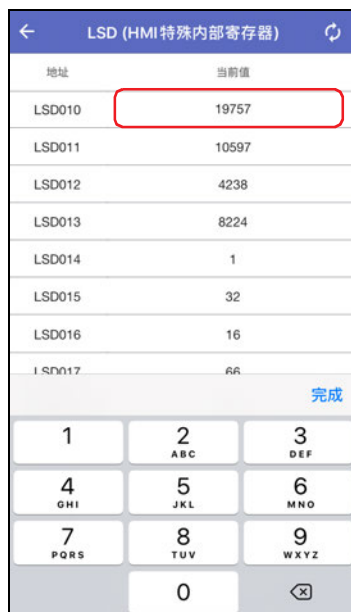 LSD (HMI特殊内部寄存器)
地址 当前值
LSD010 19757
LSD011 10597
LSD012 4238
LSD013 8224
LSD014 1
LSD015 32
LSD016 16
LSD017 66
完成
1 2 3
ABC DEF
4 5 6
GHI JKL MNO
7 8 9
PQRS TUV WXYZ
0